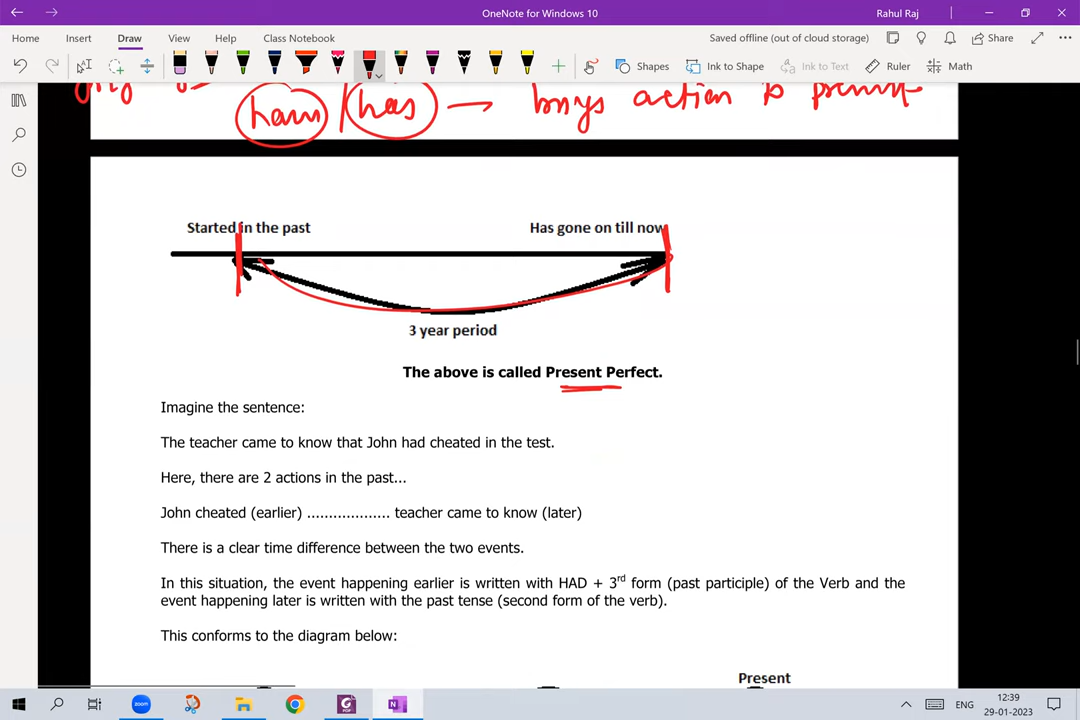 OneNote for Windows 10
Rahul Raj
Home Insert Draw View Help Class Notebook
Saved offline (out of cloud storage)
Share
Shapes
Ink to Shape
Ink to Text
Ruler
Math
has → brings action to
Started in the past
Has gone on till now
3 year period
The above is called Present Perfect.
Imagine the sentence:
The teacher came to know that John had cheated in the test.
Here, there are 2 actions in the past...
John cheated (earlier) ................... teacher came to know (later)
There is a clear time difference between the two events.
In this situation, the event happening earlier is written with HAD + 3rd form (past participle) of the Verb and the
event happening later is written with the past tense (second form of the verb).
This conforms to the diagram below:
Present
zoom
PDF
ENG
12:39
29-01-2023